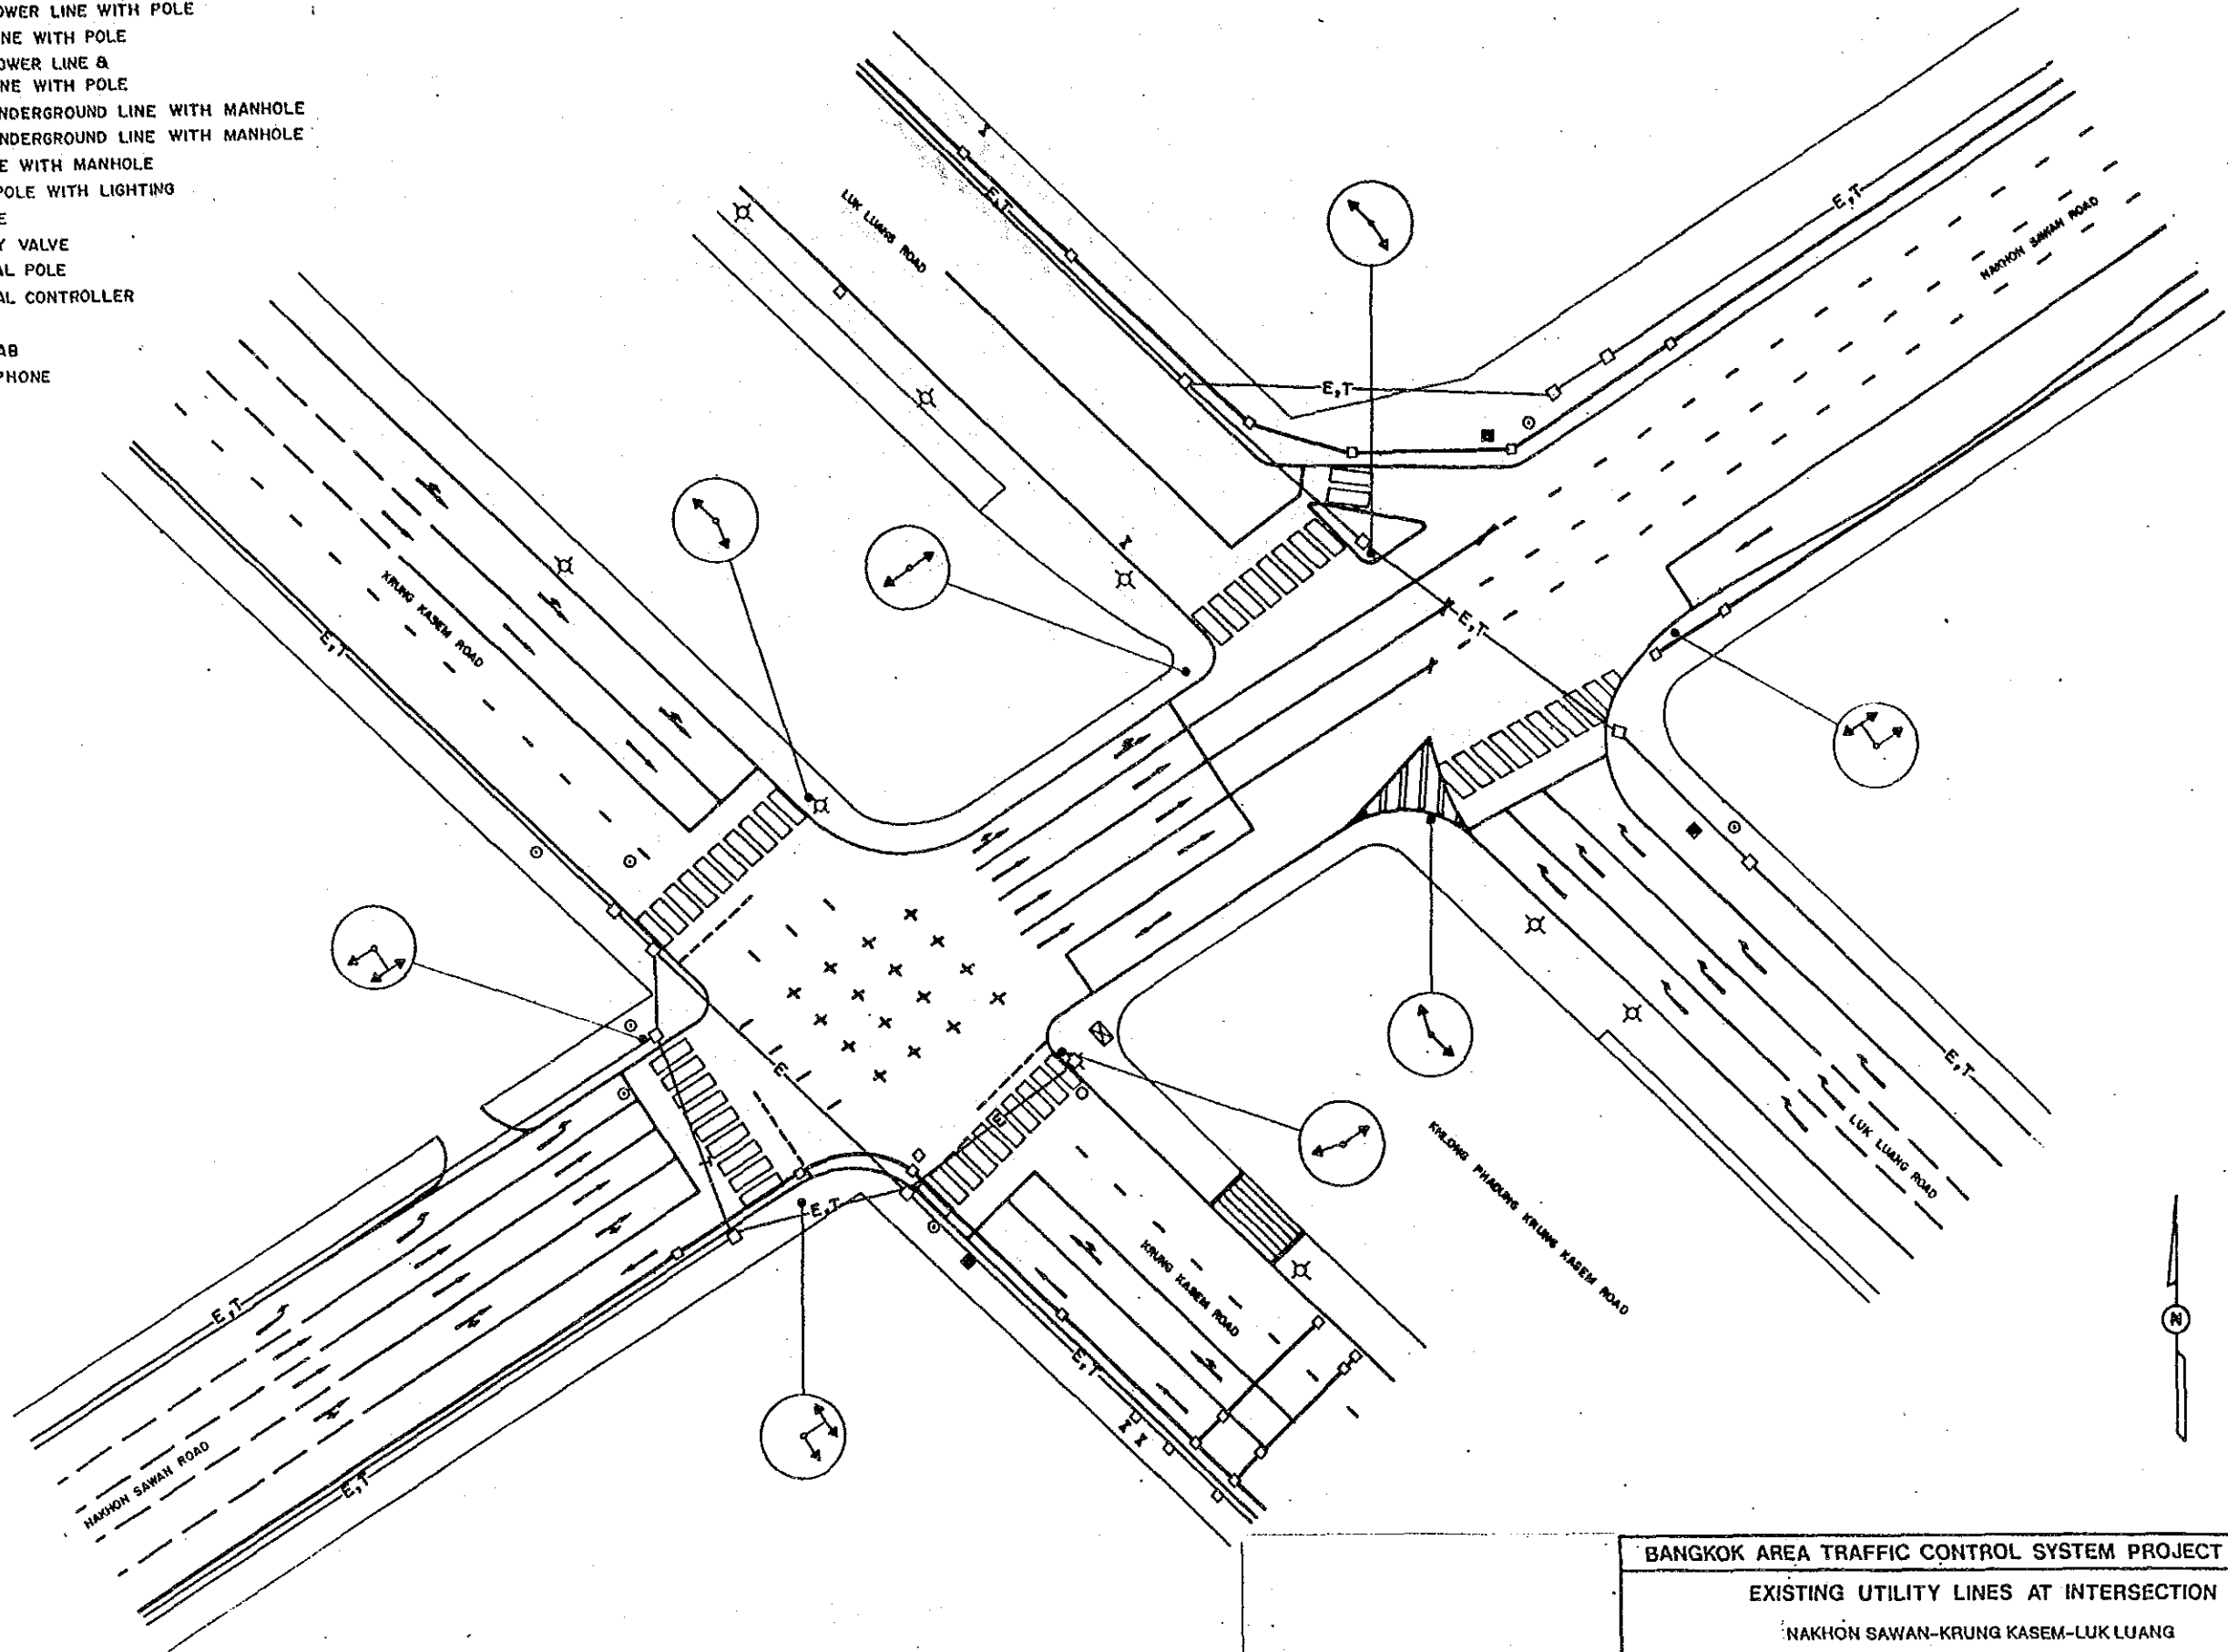 OWER LINE WITH POLE
NE WITH POLE
OWER LINE &
NE WITH POLE
NDERGROUND LINE WITH MANHOLE
NDERGROUND LINE WITH MANHOLE
E WITH MANHOLE
POLE WITH LIGHTING
E
Y VALVE
AL POLE
AL CONTROLLER
AB
PHONE
LUK LUANG ROAD
E,T
E,T
NAKHON SAWAN ROAD
E,T
KRUNG KASEM ROAD
E,T
E,T
E
E
E,T
E,T
LUK LUANG ROAD
KHLONG PHADUNG KRUNG KASEM ROAD
KRUNG KASEM ROAD
E,T
E,T
E,T
NAKHON SAWAN ROAD
N
BANGKOK AREA TRAFFIC CONTROL SYSTEM PROJECT
EXISTING UTILITY LINES AT INTERSECTION
NAKHON SAWAN-KRUNG KASEM-LUK LUANG